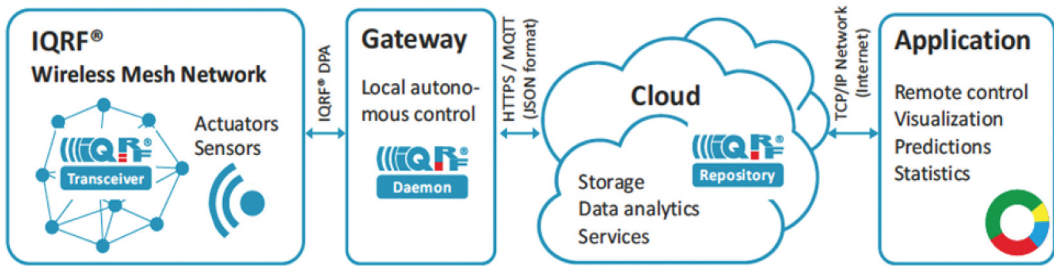 IQRF®
Wireless Mesh Network
IQRF®
Transceiver
Actuators
Sensors
IQRF® DPA
Gateway
Local autono-
mous control
IQRF®
Daemon
HTTPS / MQTT
(JSON format)
Cloud
IQRF®
Repository
Storage
Data analytics
Services
TCP/IP Network
(Internet)
Application
Remote control
Visualization
Predictions
Statistics